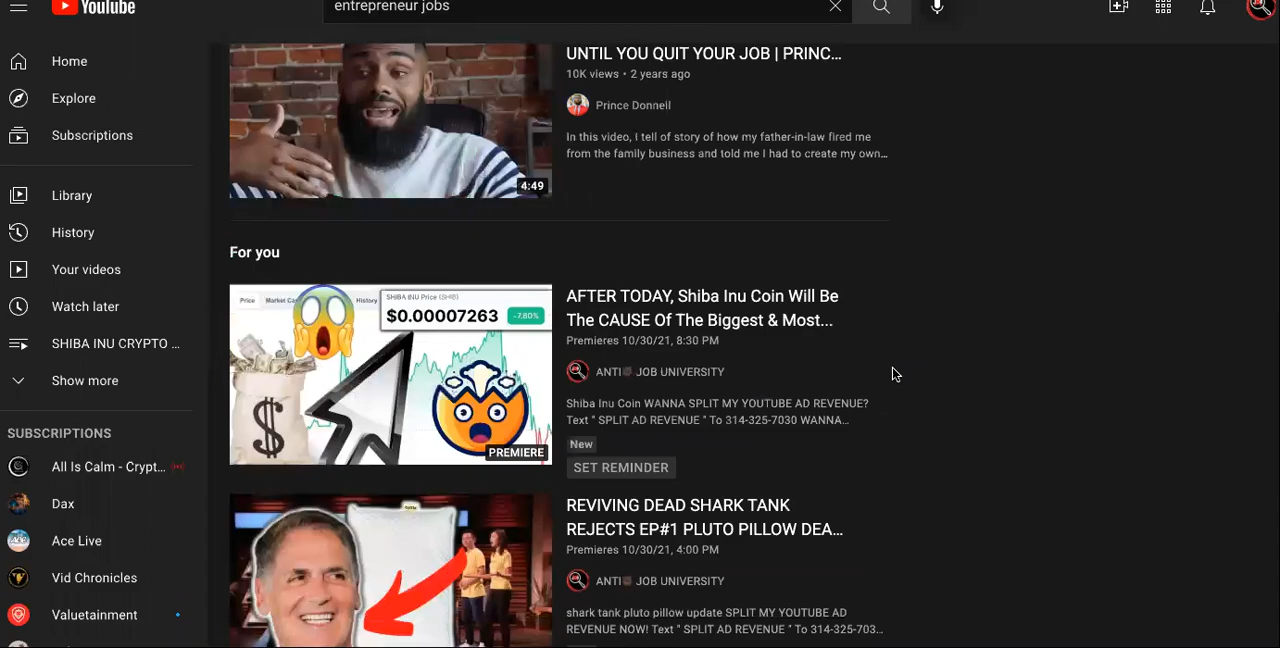 YouTube
entrepreneur jobs
Home
Explore
Subscriptions
Library
History
Your videos
Watch later
SHIBA INU CRYPTO ...
Show more
SUBSCRIPTIONS
All Is Calm - Crypt...
Dax
Ace Live
Vid Chronicles
Valuetainment
4:49
UNTIL YOU QUIT YOUR JOB | PRINC...
10K views • 2 years ago
Prince Donnell
In this video, I tell of story of how my father-in-law fired me
from the family business and told me I had to create my own...
For you
Price
Market Ca
History
SHIBA INU Price (SHIB)
$0.00007263
-7.80%
PREMIERE
AFTER TODAY, Shiba Inu Coin Will Be
The CAUSE Of The Biggest & Most...
Premieres 10/30/21, 8:30 PM
ANTI JOB UNIVERSITY
Shiba Inu Coin WANNA SPLIT MY YOUTUBE AD REVENUE?
Text " SPLIT AD REVENUE " To 314-325-7030 WANNA...
New
SET REMINDER
REVIVING DEAD SHARK TANK
REJECTS EP#1 PLUTO PILLOW DEA...
Premieres 10/30/21, 4:00 PM
ANTI JOB UNIVERSITY
shark tank pluto pillow update SPLIT MY YOUTUBE AD
REVENUE NOW! Text " SPLIT AD REVENUE " To 314-325-703...